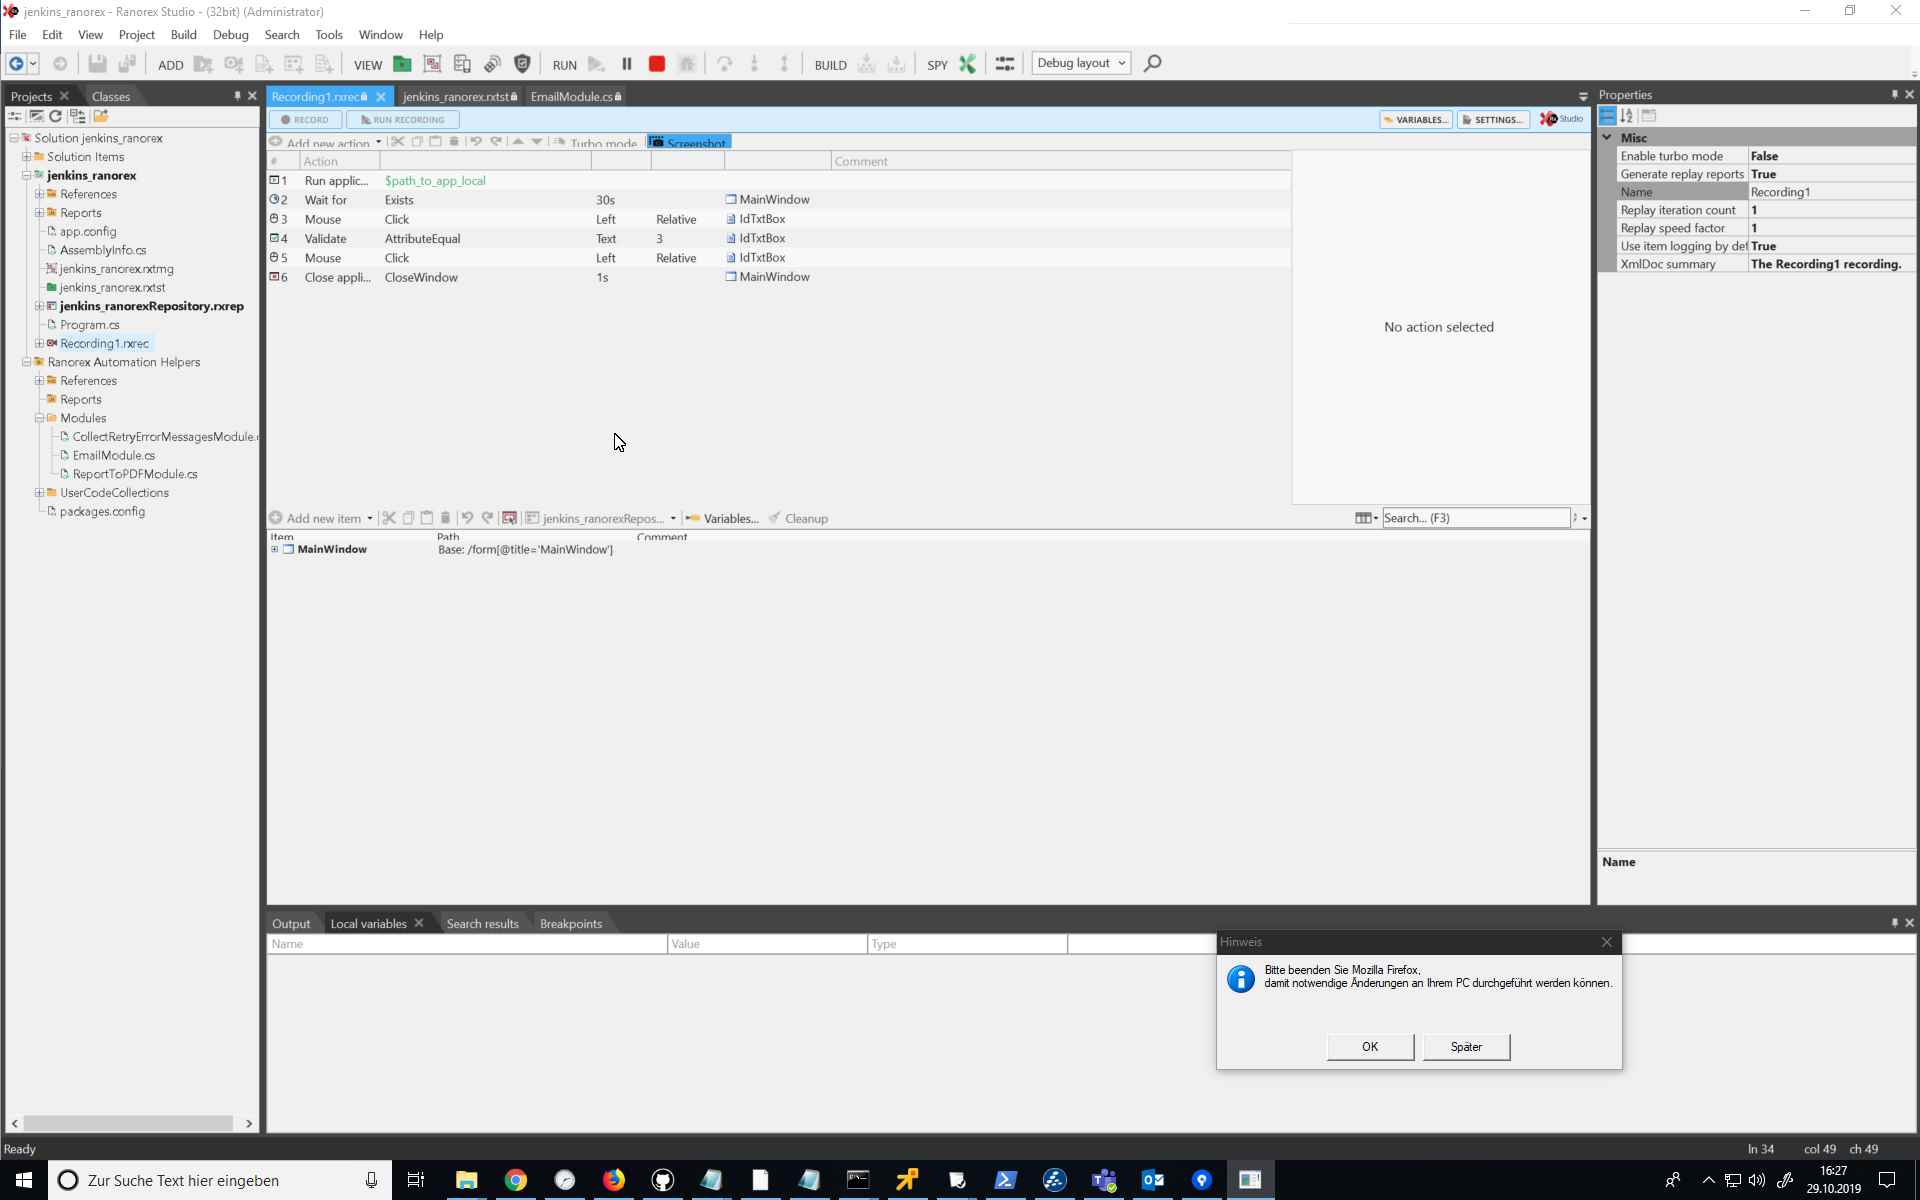 jenkins_ranorex - Ranorex Studio - (32bit) (Administrator)
File Edit View Project Build Debug Search Tools Window Help
ADD VIEW RUN BUILD SPY Debug layout
Projects Classes
Recording1.rxrec jenkins_ranorex.rxtst EmailModule.cs
Properties
RECORD RUN RECORDING VARIABLES... SETTINGS... Studio
Add new action Turbo mode Screenshot
# Action Comment
1 Run applic... $path_to_app_local
2 Wait for Exists 30s MainWindow
3 Mouse Click Left Relative IdTxtBox
4 Validate AttributeEqual Text 3 IdTxtBox
5 Mouse Click Left Relative IdTxtBox
6 Close appli... CloseWindow 1s MainWindow
No action selected
Solution jenkins_ranorex
Solution Items
jenkins_ranorex
References
Reports
app.config
AssemblyInfo.cs
jenkins_ranorex.rxtmg
jenkins_ranorex.rxtst
jenkins_ranorexRepository.rxrep
Program.cs
Recording1.rxrec
Ranorex Automation Helpers
References
Reports
Modules
CollectRetryErrorMessagesModule.
EmailModule.cs
ReportToPDFModule.cs
UserCodeCollections
packages.config
Misc
Enable turbo mode False
Generate replay reports True
Name Recording1
Replay iteration count 1
Replay speed factor 1
Use item logging by def True
XmlDoc summary The Recording1 recording.
Name
Add new item jenkins_ranorexRepos... Variables... Cleanup Search... (F3)
Item Path Comment
MainWindow Base: /form[@title='MainWindow']
Output Local variables Search results Breakpoints
Name Value Type
Hinweis
Bitte beenden Sie Mozilla Firefox,
damit notwendige Änderungen an Ihrem PC durchgeführt werden können.
OK Später
Ready ln 34 col 49 ch 49
Zur Suche Text hier eingeben
16:27
29.10.2019